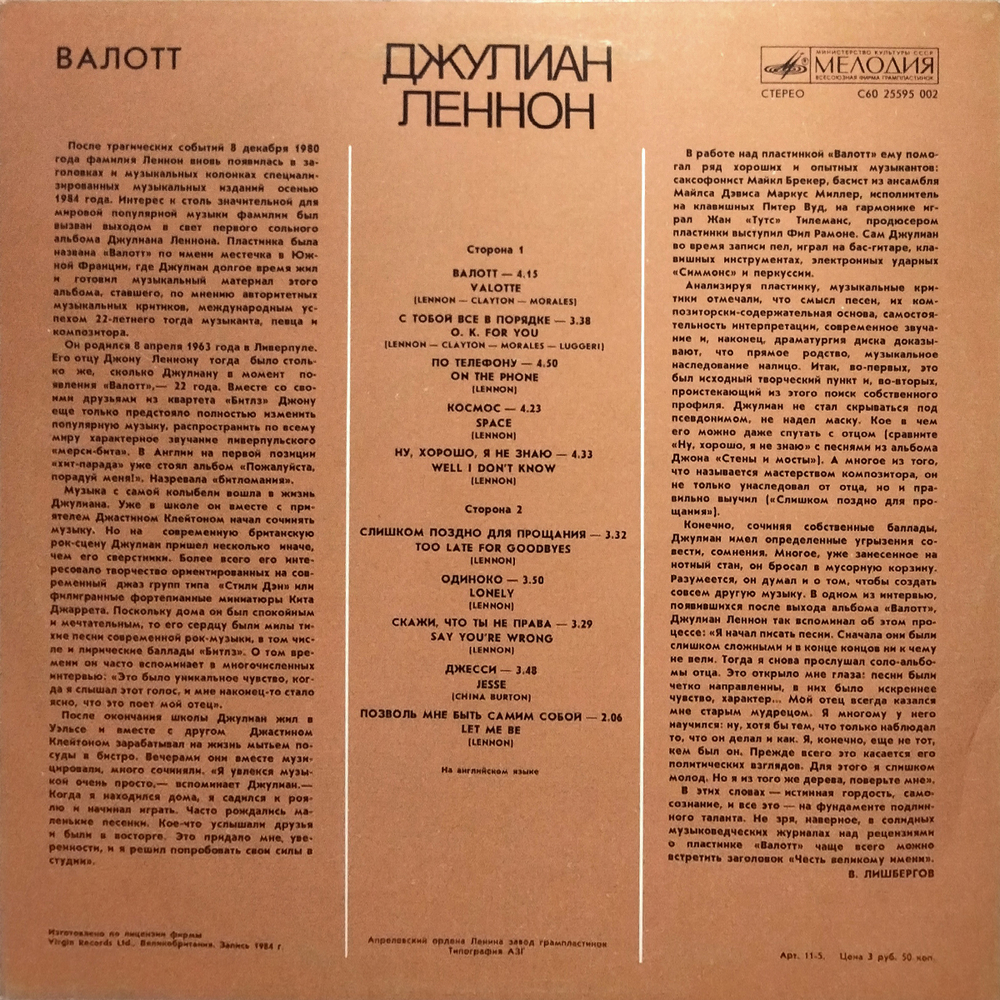 ВАЛОТТ
ДЖУЛИАН
ЛЕННОН
МИНИСТЕРСТВО КУЛЬТУРЫ СССР
МЕЛОДИЯ
ВСЕСОЮЗНАЯ ФИРМА ГРАМПЛАСТИНОК
СТЕРЕО С60 25595 002
После трагических событий 8 декабря 1980
года фамилия Леннон вновь появилась в за-
головках и музыкальных колонках специали-
зированных музыкальных изданий осенью
1984 года. Интерес к столь значительной для
мировой популярной музыки фамилии был
вызван выходом в свет первого сольного
альбома Джулиана Леннона. Пластинка была
названа «Валотт» по имени местечка в Юж-
ной Франции, где Джулиан долгое время жил
и готовил музыкальный материал этого
альбома, ставшего, по мнению авторитетных
музыкальных критиков, международным ус-
пехом 22-летнего тогда музыканта, певца и
композитора.
Он родился 8 апреля 1963 года в Ливерпуле.
Его отцу Джону Леннону тогда было столь-
ко же, сколько Джулиану в момент по-
явления «Валотт»,— 22 года. Вместе со сво-
ими друзьями из квартета «Битлз» Джону
еще только предстояло полностью изменить
популярную музыку, распространить по всему
миру характерное звучание ливерпульского
«мерси-бита». В Англии на первой позиции
«хит-парада» уже стоял альбом «Пожалуйста,
порадуй меня!». Назревала «битломания».
Музыка с самой колыбели вошла в жизнь
Джулиана. Уже в школе он вместе с при-
ятелем Джастином Клейтоном начал сочинять
музыку. Но на современную британскую
рок-сцену Джулиан пришел несколько иначе,
чем его сверстники. Более всего его инте-
ресовало творчество ориентированных на сов-
ременный джаз групп типа «Стили Дэн» или
филигранные фортепианные миниатюры Кита
Джаррета. Поскольку дома он был спокойным
и мечтательным, то его сердцу были милы ти-
хие песни современной рок-музыки, в том чис-
ле и лирические баллады «Битлз». О том вре-
мени он часто вспоминает в многочисленных
интервью: «Это было уникальное чувство, ког-
да я слышал этот голос, и мне наконец-то стало
ясно, что это поет мой отец».
После окончания школы Джулиан жил в
Уэльсе и вместе с другом Джастином
Клейтоном зарабатывал на жизнь мытьем по-
суды в бистро. Вечерами они вместе музи-
цировали, много сочиняли. «Я увлекся музы-
кой очень просто,— вспоминает Джулиан.—
Когда я находился дома, я садился к роя-
лю и начинал играть. Часто рождались ма-
ленькие песенки. Кое-что услышали друзья
и были в восторге. Это придало мне, уве-
ренности, и я решил попробовать свои силы в
студии».
Сторона 1
ВАЛОТТ — 4.15
VALOTTE
(LENNON — CLAYTON — MORALES)
С ТОБОЙ ВСЕ В ПОРЯДКЕ — 3.38
O. K. FOR YOU
(LENNON — CLAYTON — MORALES — LUGGERI)
ПО ТЕЛЕФОНУ — 4.50
ON THE PHONE
(LENNON)
КОСМОС — 4.23
SPACE
(LENNON)
НУ, ХОРОШО, Я НЕ ЗНАЮ — 4.33
WELL I DON'T KNOW
(LENNON)
Сторона 2
СЛИШКОМ ПОЗДНО ДЛЯ ПРОЩАНИЯ — 3.32
TOO LATE FOR GOODBYES
(LENNON)
ОДИНОКО — 3.50
LONELY
(LENNON)
СКАЖИ, ЧТО ТЫ НЕ ПРАВА — 3.29
SAY YOU'RE WRONG
(LENNON)
ДЖЕССИ — 3.48
JESSE
(CHINA BURTON)
ПОЗВОЛЬ МНЕ БЫТЬ САМИМ СОБОЙ — 2.06
LET ME BE
(LENNON)
На английском языке
В работе над пластинкой «Валотт» ему помо-
гал ряд хороших и опытных музыкантов:
саксофонист Майкл Брекер, басист из ансамбля
Майлса Дэвиса Маркус Миллер, исполнитель
на клавишных Питер Вуд, на гармонике иг-
рал Жан «Тутс» Тилеманс, продюсером
пластинки выступил Фил Рамоне. Сам Джулиан
во время записи пел, играл на бас-гитаре, кла-
вишных инструментах, электронных ударных
«Симмонс» и перкуссии.
Анализируя пластинку, музыкальные кри-
тики отмечали, что смысл песен, их ком-
позиторски-содержательная основа, самостоя-
тельность интерпретации, современное звуча-
ние и, наконец, драматургия диска доказы-
вают, что прямое родство, музыкальное
наследование налицо. Итак, во-первых, это
был исходный творческий пункт и, во-вторых,
проистекающий из этого поиск собственного
профиля. Джулиан не стал скрываться под
псевдонимом, не надел маску. Кое в чем
его можно даже спутать с отцом (сравните
«Ну, хорошо, я не знаю» с песнями из альбома
Джона «Стены и мосты»). А многое из того,
что называется мастерством композитора, он
не только унаследовал от отца, но и пра-
вильно выучил («Слишком поздно для про-
щания»).
Конечно, сочиняя собственные баллады,
Джулиан имел определенные угрызения со-
вести, сомнения. Многое, уже занесенное на
нотный стан, он бросал в мусорную корзину.
Разумеется, он думал и о том, чтобы создать
совсем другую музыку. В одном из интервью,
появившихся после выхода альбома «Валотт»,
Джулиан Леннон так вспоминал об этом про-
цессе: «Я начал писать песни. Сначала они были
слишком сложными и в конце концов ни к чему
не вели. Тогда я снова прослушал соло-альбо-
мы отца. Это открыло мне глаза: песни были
четко направленны, в них было искреннее
чувство, характер... Мой отец всегда казался
мне старым мудрецом. Я многому у него
научился: ну, хотя бы тем, что только наблюдал
то, что он делал и как. Я, конечно, еще не тот,
кем был он. Прежде всего это касается его
политических взглядов. Для этого я слишком
молод. Но я из того же дерева, поверьте мне».
В этих словах — истинная гордость, само-
сознание, и все это — на фундаменте подлин-
ного таланта. Не зря, наверное, в солидных
музыковедческих журналах над рецензиями
о пластинке «Валотт» чаще всего можно
встретить заголовок «Честь великому имени».
В. ЛИШБЕРГОВ
Изготовлено по лицензии фирмы
Virgin Records Ltd., Великобритания. Запись 1984 г.
Апрелевский ордена Ленина завод грампластинок
Типография АЗГ
Арт. 11-5. Цена 3 руб. 50 коп.